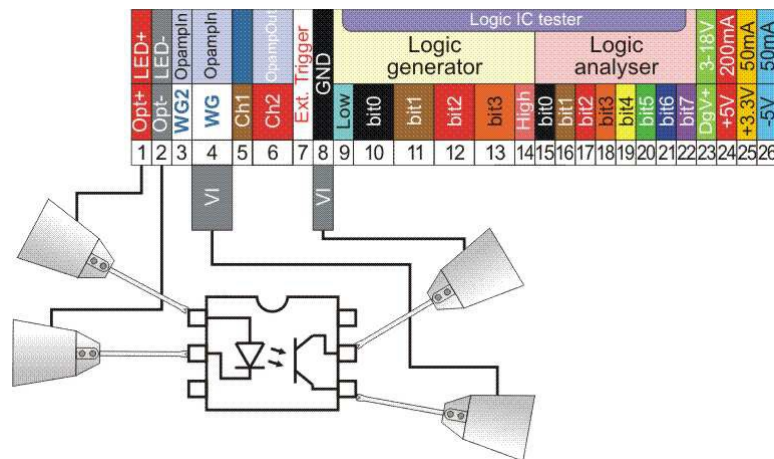 Logic IC tester
LED+ LED- OpampIn OpampIn OpampOut Ext. Trigger GND Logic generator Logic analyser 3-18V 200mA 50mA 50mA
Opt+ Opt- WG2 WG Ch1 Ch2 Low bit0 bit1 bit2 bit3 High bit0 bit1 bit2 bit3 bit4 bit5 bit6 bit7 DgV+ +5V +3.3V -5V
1 2 3 4 5 6 7 8 9 10 11 12 13 14 15 16 17 18 19 20 21 22 23 24 25 26
VI VI